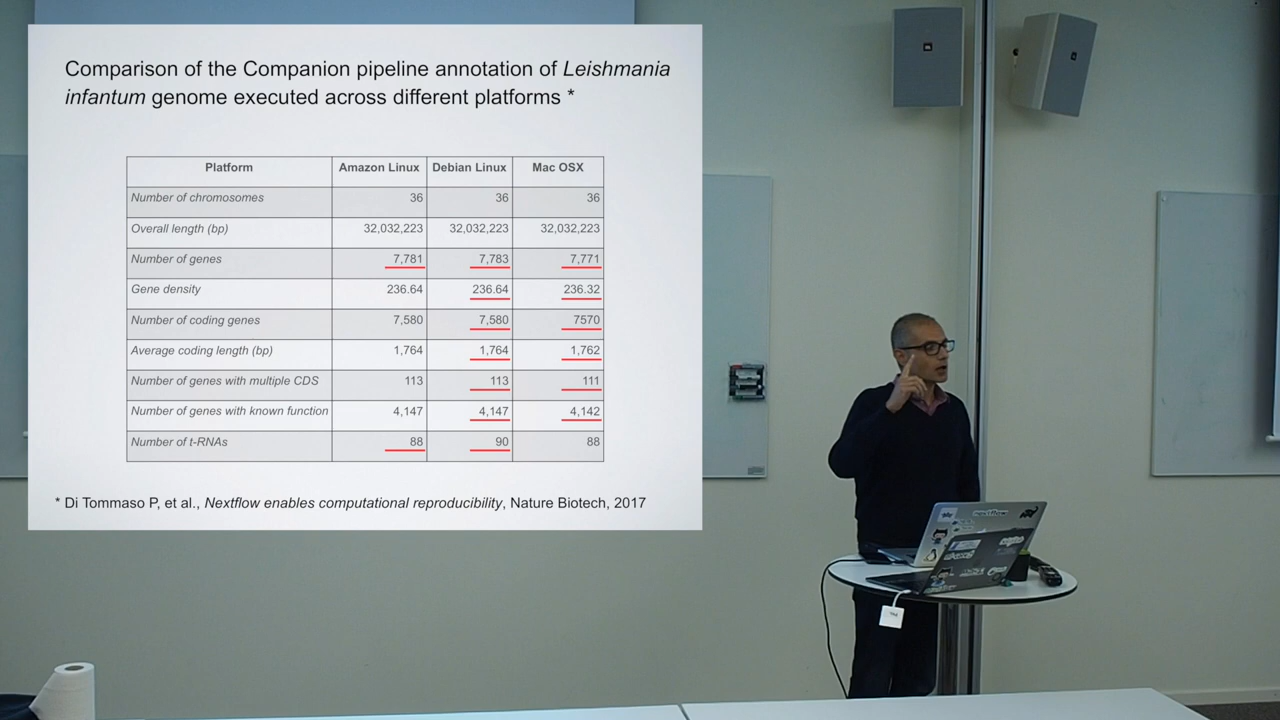 Comparison of the Companion pipeline annotation of Leishmania
infantum genome executed across different platforms *
Platform Amazon Linux Debian Linux Mac OSX
Number of chromosomes 36 36 36
Overall length (bp) 32,032,223 32,032,223 32,032,223
Number of genes 7,781 7,783 7,771
Gene density 236.64 236.64 236.32
Number of coding genes 7,580 7,580 7570
Average coding length (bp) 1,764 1,764 1,762
Number of genes with multiple CDS 113 113 111
Number of genes with known function 4,147 4,147 4,142
Number of t-RNAs 88 90 88
* Di Tommaso P, et al., Nextflow enables computational reproducibility, Nature Biotech, 2017
JBL
nextflow